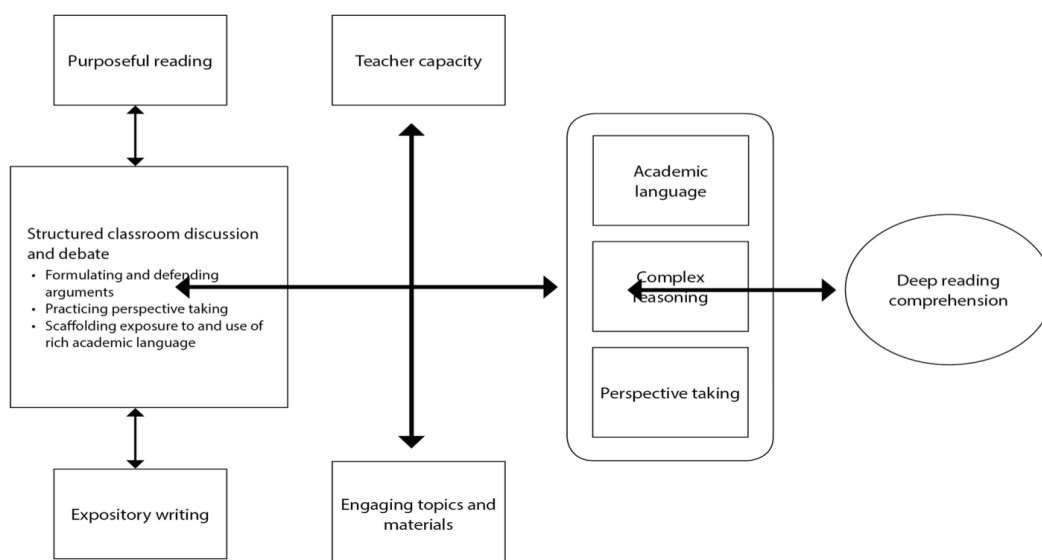 Purposeful reading
Teacher capacity
Structured classroom discussion
and debate
• Formulating and defending
arguments
• Practicing perspective taking
• Scaffolding exposure to and use of
rich academic language
Academic
language
Complex
reasoning
Perspective taking
Deep reading
comprehension
Expository writing
Engaging topics and
materials